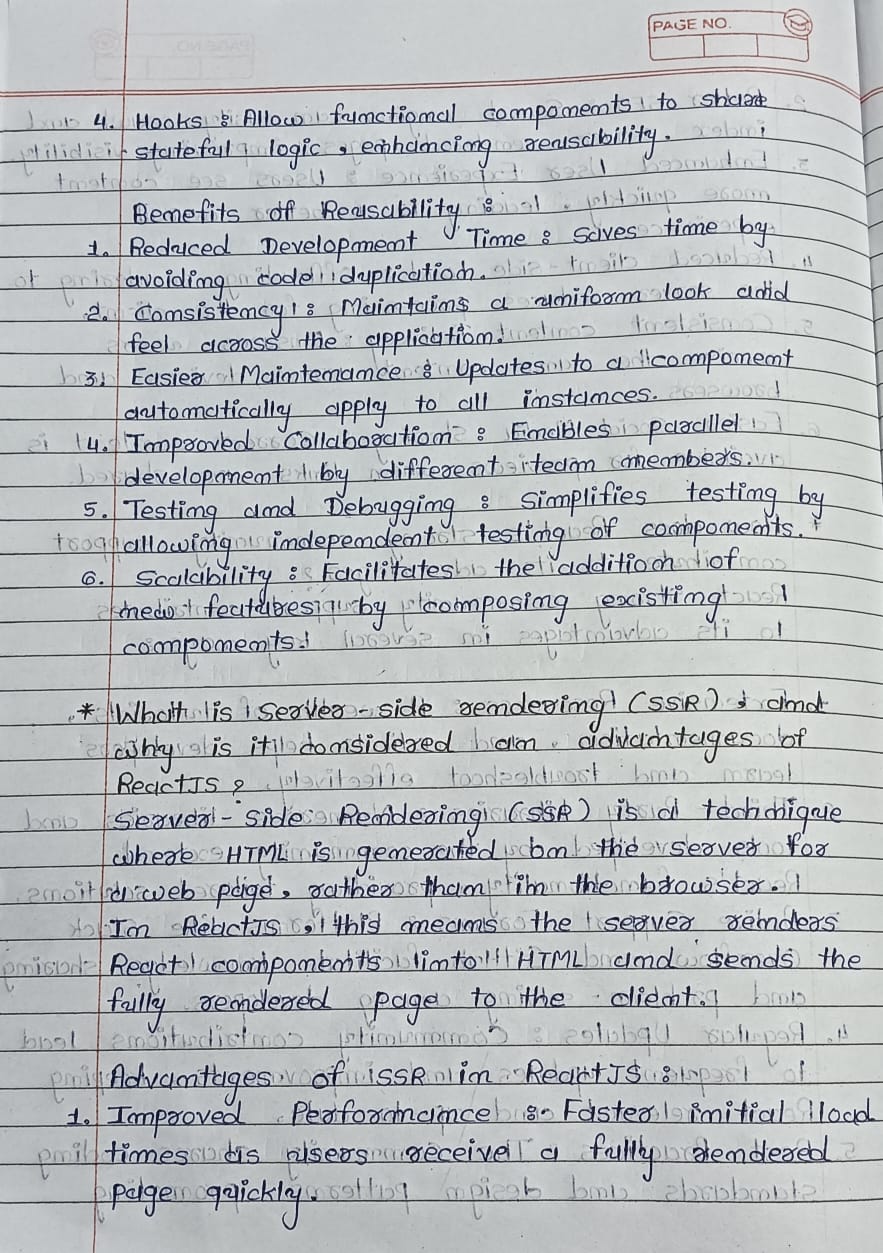 PAGE NO.
4. Hooks : Allow functional components to share
stateful logic, enhancing reusability.
Benefits of Reusability :
1. Reduced Development Time : Saves time by
avoiding code duplication.
2. Consistency : Maintains a uniform look and
feel across the application.
3. Easier Maintenance : Updates to a component
automatically apply to all instances.
4. Improved Collaboration : Enables parallel
development by different team members.
5. Testing and Debugging : Simplifies testing by
allowing independent testing of components.
6. Scalability : Facilitates the addition of
new features by composing existing
components.
* What is server-side rendering (SSR) & and
why is it considered an advantages of
ReactJS ?
Server-side Rendering (SSR) is a technique
where HTML is generated on the server for
a web page, rather than in the browser.
In ReactJS, this means the server renders
React components into HTML and sends the
fully rendered page to the client.
Advantages of SSR in ReactJS :
1. Improved Performance : Faster initial load
times as users receive a fully rendered
page quickly.